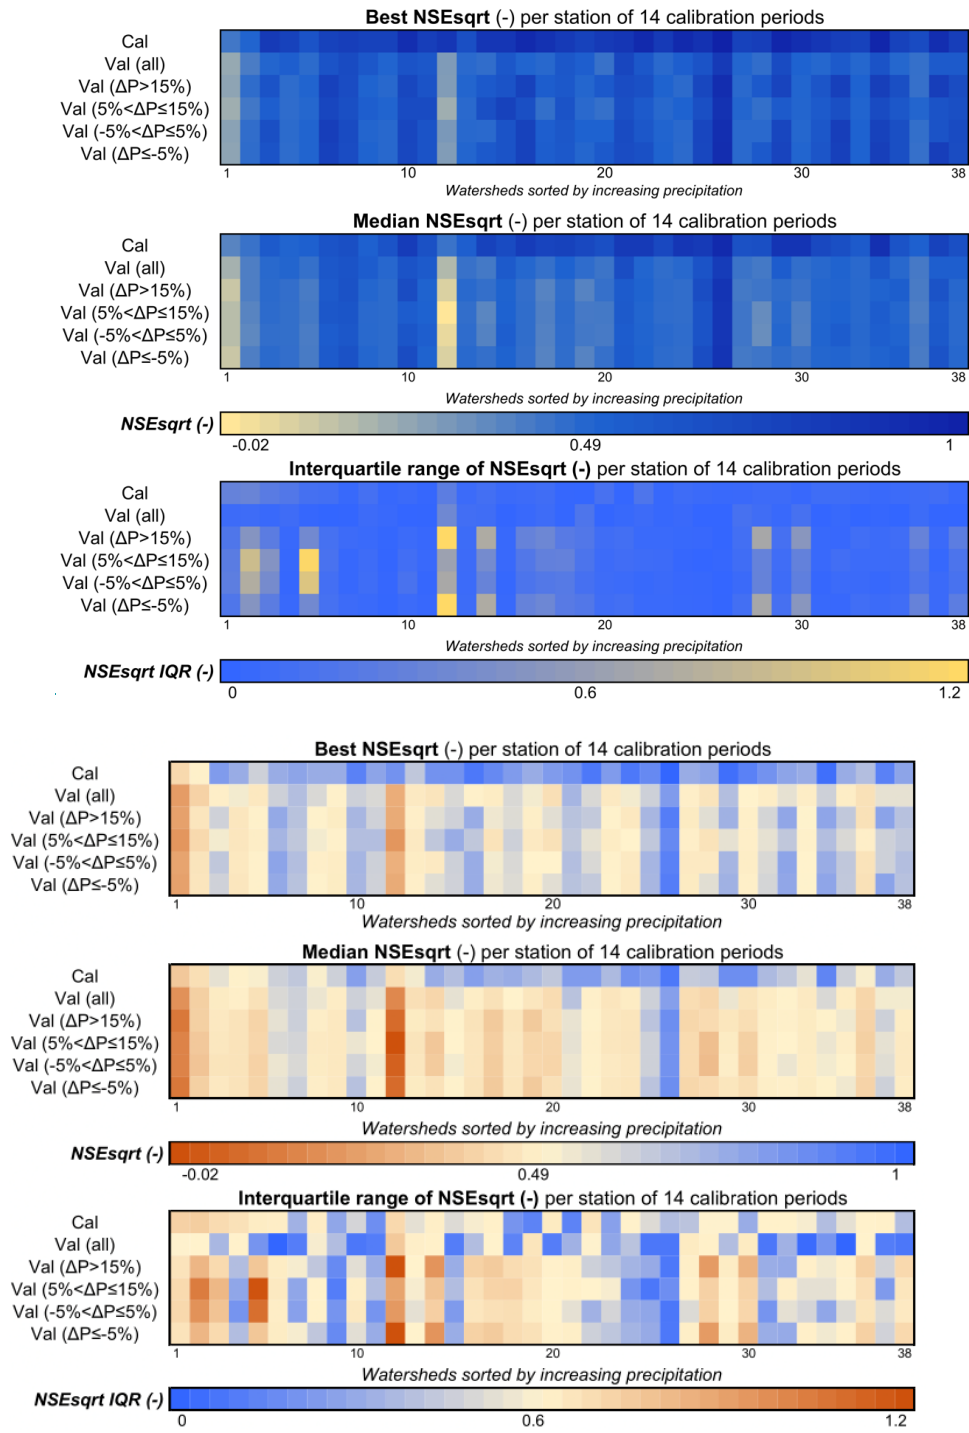 Best NSEsqrt (-) per station of 14 calibration periods
Cal
Val (all)
Val (ΔP>15%)
Val (5%<ΔP≤15%)
Val (-5%<ΔP≤5%)
Val (ΔP≤-5%)
1 10 20 30 38
Watersheds sorted by increasing precipitation
Median NSEsqrt (-) per station of 14 calibration periods
Cal
Val (all)
Val (ΔP>15%)
Val (5%<ΔP≤15%)
Val (-5%<ΔP≤5%)
Val (ΔP≤-5%)
1 10 20 30 38
Watersheds sorted by increasing precipitation
NSEsqrt (-)
-0.02 0.49 1
Interquartile range of NSEsqrt (-) per station of 14 calibration periods
Cal
Val (all)
Val (ΔP>15%)
Val (5%<ΔP≤15%)
Val (-5%<ΔP≤5%)
Val (ΔP≤-5%)
1 10 20 30 38
Watersheds sorted by increasing precipitation
NSEsqrt IQR (-)
0 0.6 1.2
Best NSEsqrt (-) per station of 14 calibration periods
Cal
Val (all)
Val (ΔP>15%)
Val (5%<ΔP≤15%)
Val (-5%<ΔP≤5%)
Val (ΔP≤-5%)
1 10 20 30 38
Watersheds sorted by increasing precipitation
Median NSEsqrt (-) per station of 14 calibration periods
Cal
Val (all)
Val (ΔP>15%)
Val (5%<ΔP≤15%)
Val (-5%<ΔP≤5%)
Val (ΔP≤-5%)
1 10 20 30 38
Watersheds sorted by increasing precipitation
NSEsqrt (-)
-0.02 0.49 1
Interquartile range of NSEsqrt (-) per station of 14 calibration periods
Cal
Val (all)
Val (ΔP>15%)
Val (5%<ΔP≤15%)
Val (-5%<ΔP≤5%)
Val (ΔP≤-5%)
1 10 20 30 38
Watersheds sorted by increasing precipitation
NSEsqrt IQR (-)
0 0.6 1.2